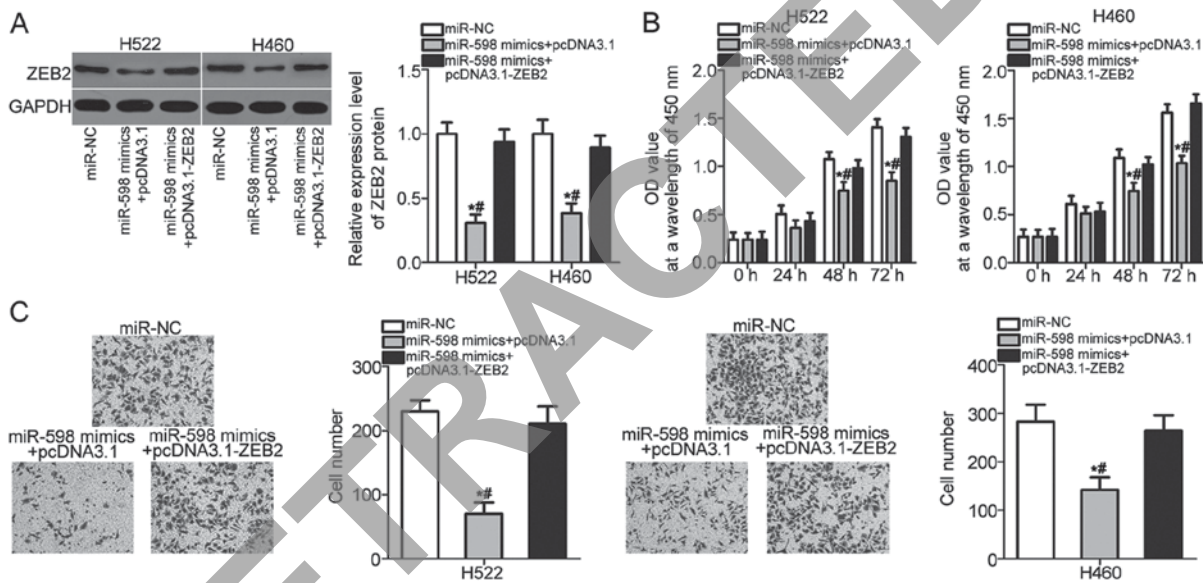 A
H522
H460
ZEB2
GAPDH
miR-NC
miR-598 mimics
+pcDNA3.1
miR-598 mimics
+pcDNA3.1-ZEB2
miR-NC
miR-598 mimics
+pcDNA3.1
miR-598 mimics
+pcDNA3.1-ZEB2
miR-NC
miR-598 mimics+pcDNA3.1
miR-598 mimics+
pcDNA3.1-ZEB2
Relative expression level
of ZEB2 protein
1.5
1.0
0.5
0.0
*#
*#
H522
H460
B
H522
miR-NC
miR-598 mimics+pcDNA3.1
miR-598 mimics+
pcDNA3.1-ZEB2
OD value
at a wavelength of 450 nm
2.0
1.5
1.0
0.5
0.0
*#
*#
0 h
24 h
48 h
72 h
H460
miR-NC
miR-598 mimics+pcDNA3.1
miR-598 mimics+
pcDNA3.1-ZEB2
OD value
at a wavelength of 450 nm
2.0
1.5
1.0
0.5
0.0
*#
*#
0 h
24 h
48 h
72 h
C
miR-NC
miR-598 mimics
+pcDNA3.1
miR-598 mimics
+pcDNA3.1-ZEB2
miR-NC
miR-598 mimics+pcDNA3.1
miR-598 mimics+
pcDNA3.1-ZEB2
Cell number
300
200
100
0
*#
H522
miR-NC
miR-598 mimics
+pcDNA3.1
miR-598 mimics
+pcDNA3.1-ZEB2
miR-NC
miR-598 mimics+pcDNA3.1
miR-598 mimics+
pcDNA3.1-ZEB2
Cell number
400
300
200
100
0
*#
H460
RETRACTED